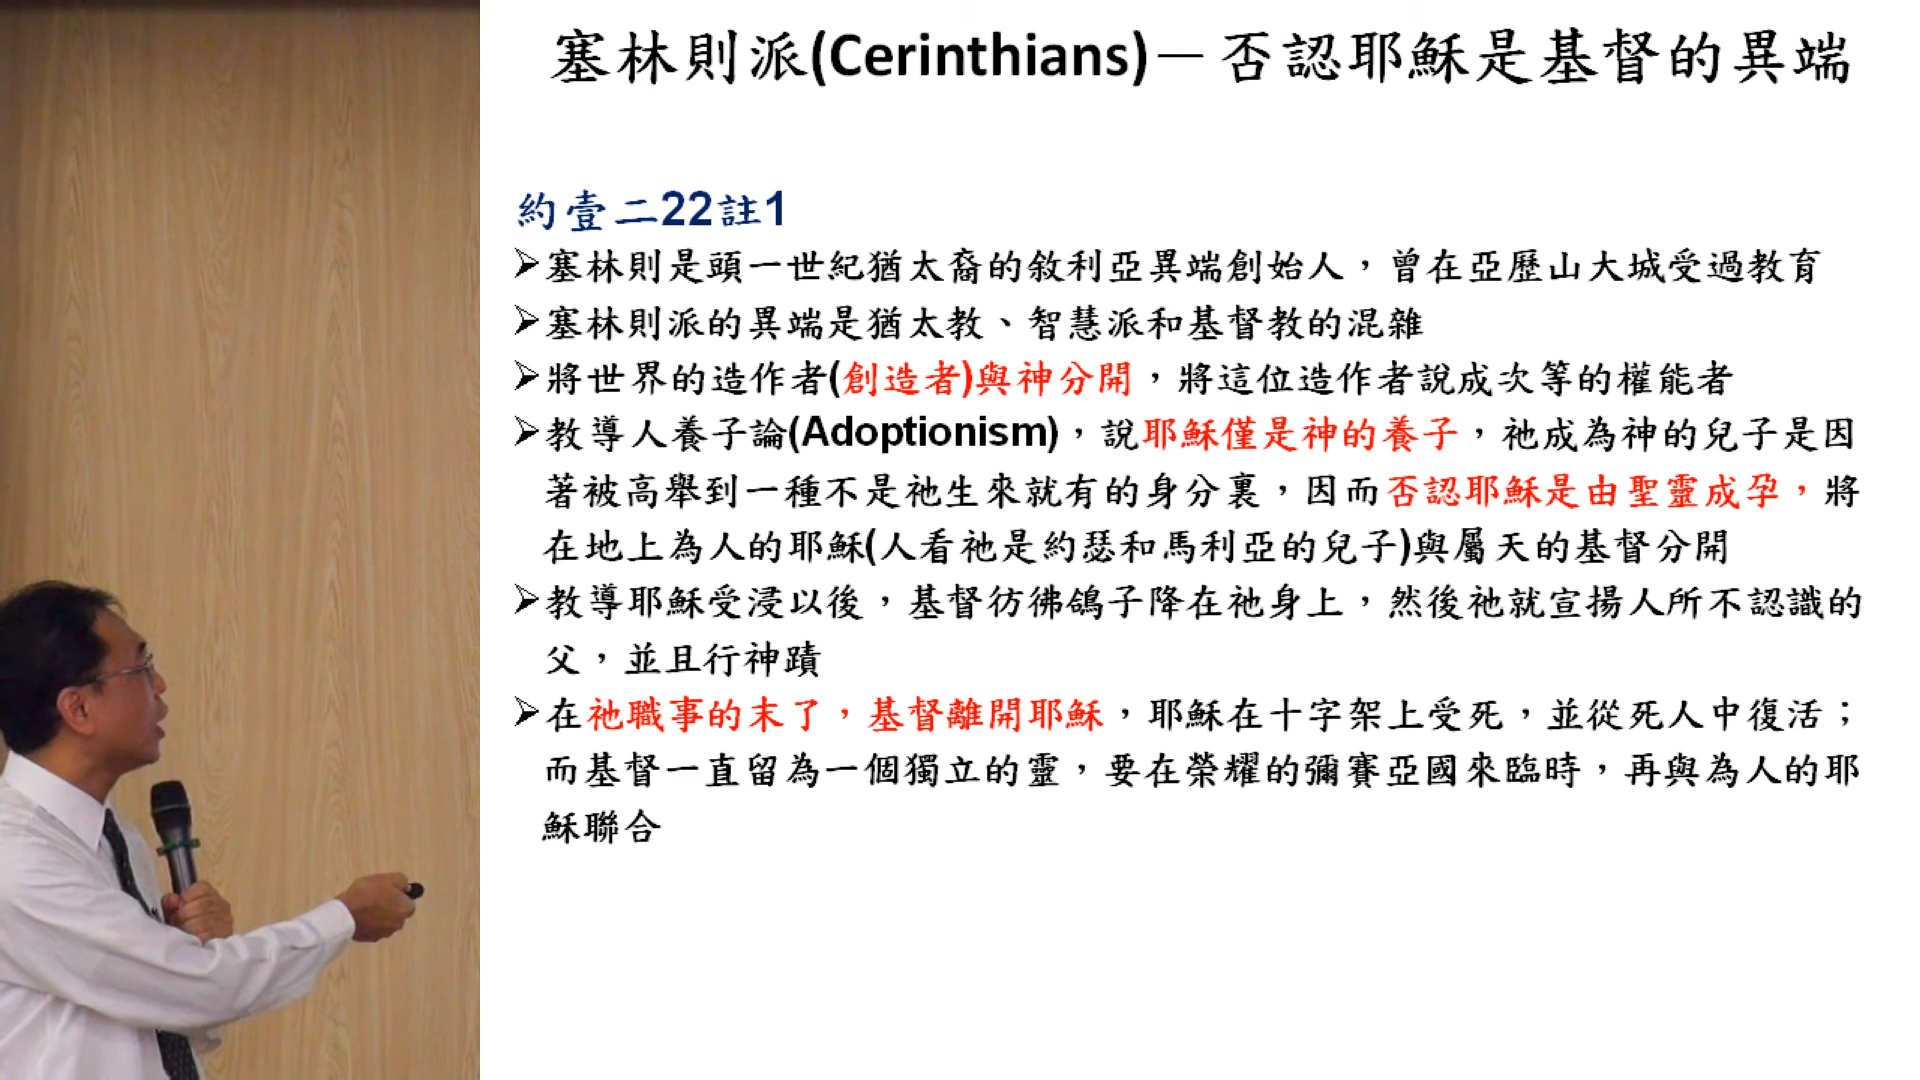 塞林則派(Cerinthians)－否認耶穌是基督的異端
約壹二22註1
➢塞林則是頭一世紀猶太裔的敘利亞異端創始人，曾在亞歷山大城受過教育
➢塞林則派的異端是猶太教、智慧派和基督教的混雜
➢將世界的造作者(創造者)與神分開，將這位造作者說成次等的權能者
➢教導人養子論(Adoptionism)，說耶穌僅是神的養子，祂成為神的兒子是因
著被高舉到一種不是祂生來就有的身分裏，因而否認耶穌是由聖靈成孕，將
在地上為人的耶穌(人看祂是約瑟和馬利亞的兒子)與屬天的基督分開
➢教導耶穌受浸以後，基督彷彿鴿子降在祂身上，然後祂就宣揚人所不認識的
父，並且行神蹟
➢在祂職事的末了，基督離開耶穌，耶穌在十字架上受死，並從死人中復活；
而基督一直留為一個獨立的靈，要在榮耀的彌賽亞國來臨時，再與為人的耶
穌聯合